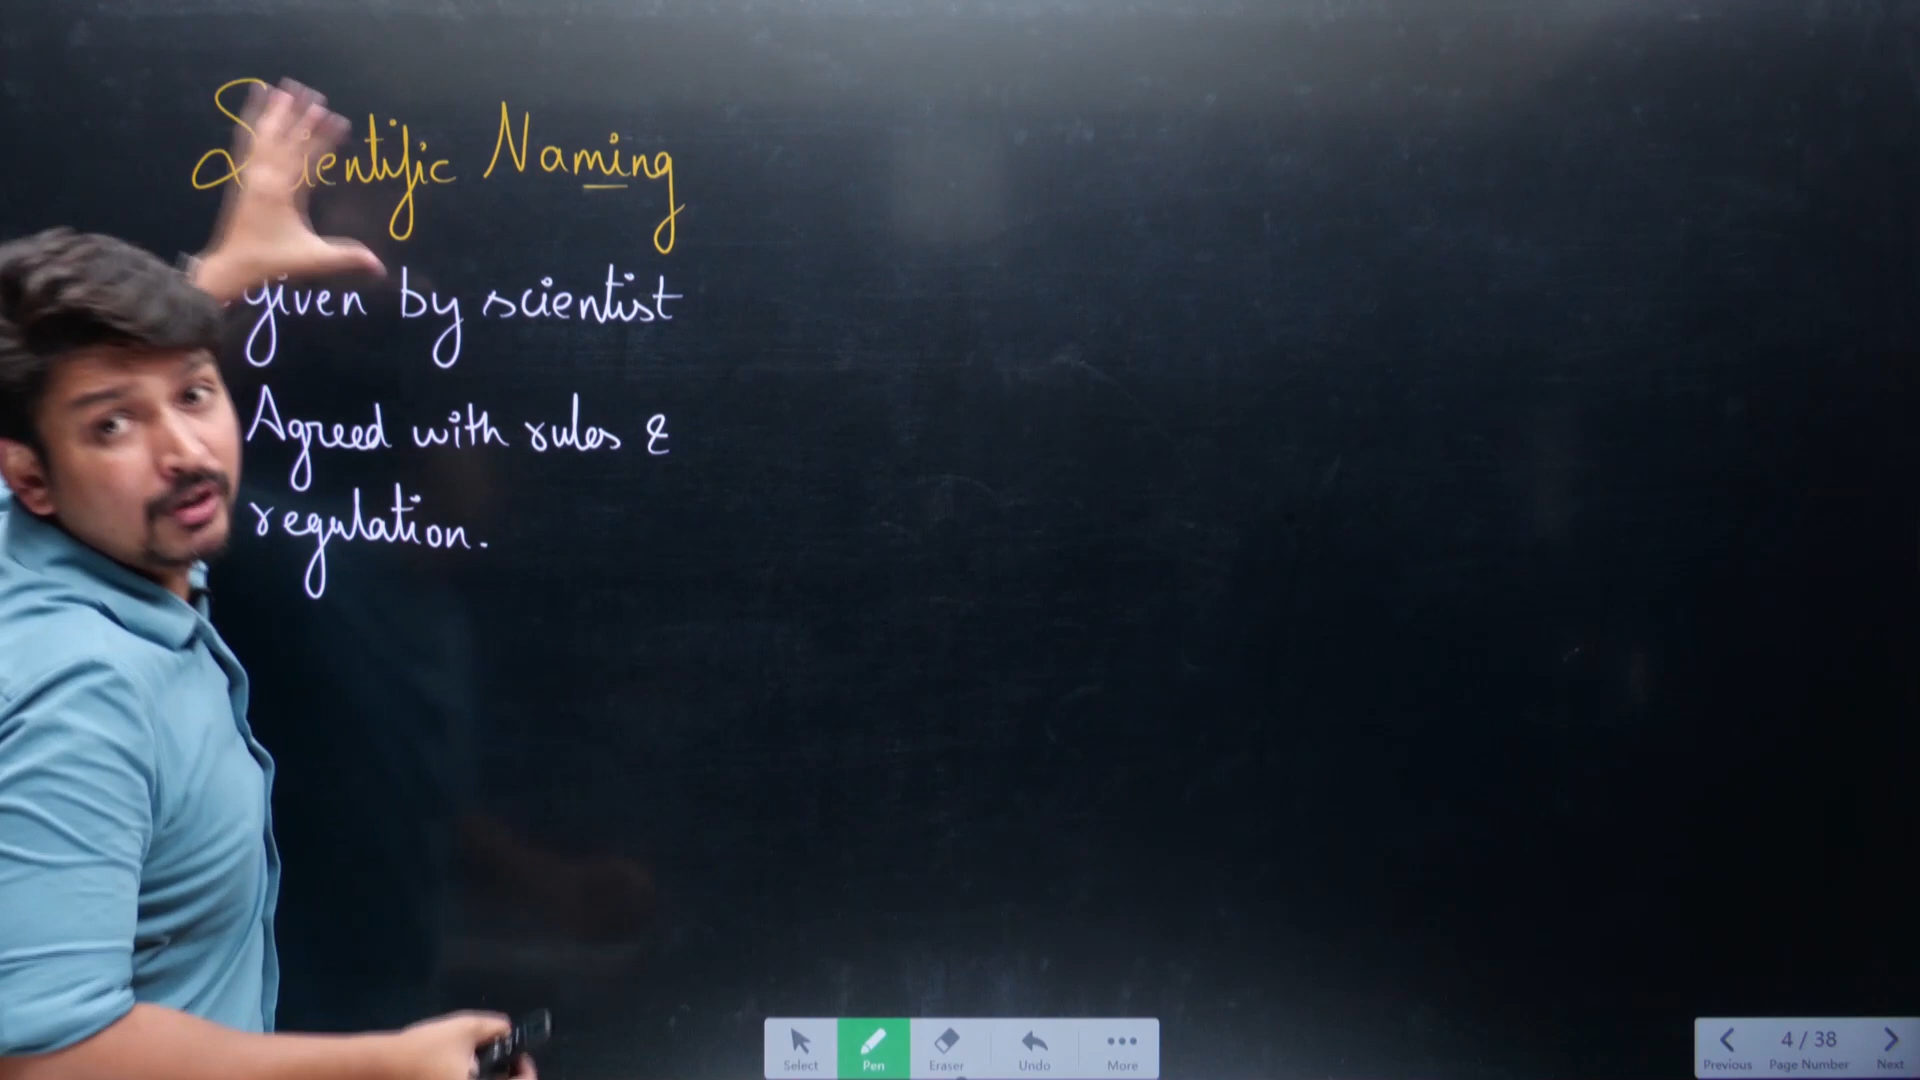 Scientific Naming
given by scientist
Agreed with rules &
regulation.
Select Pen Eraser Undo More
4 / 38
Previous Page Number Next